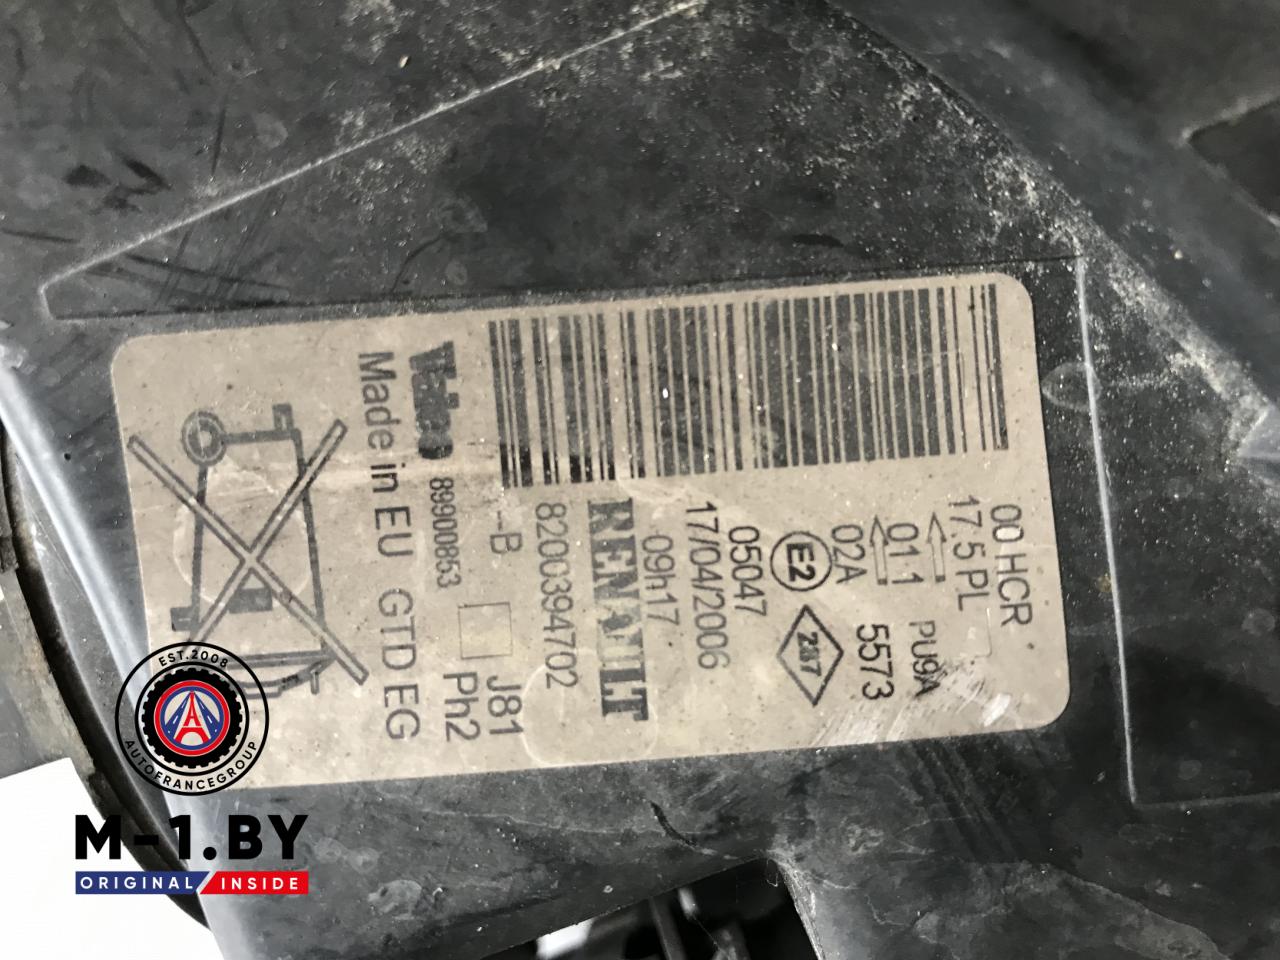 00 HCR
17.5 PL
PU9A
01 1
5573
02A
E2
267
05047
17/04/2006
09h17
RENAULT
8200394702
--B
J81
Valeo 89900853
Ph2
Made in EU GTD EG
EST.2008
AUTOFRANCEGROUP
M-1.BY
ORIGINAL INSIDE